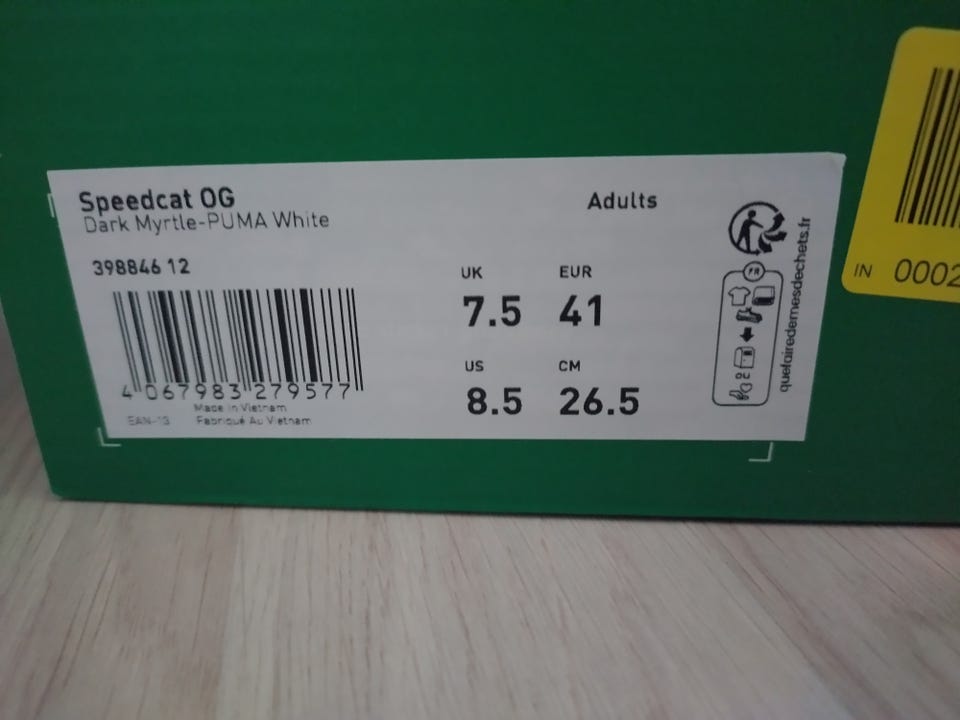 Speedcat OG
Dark Myrtle-PUMA White
Adults
398846 12
UK EUR
7.5 41
US CM
8.5 26.5
4 067983 279577
Made in Vietnam
EAN-13 Fabriqué Au Vietnam
FR
quefairedemesdechets.fr
IN 0002